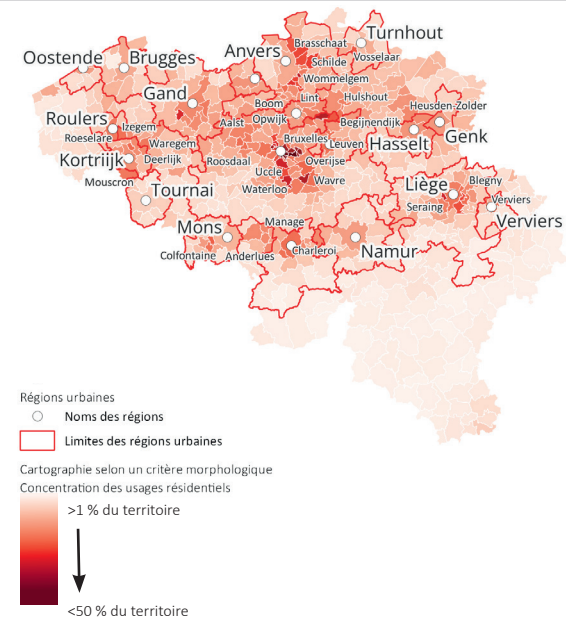 Turnhout
Brasschaat
Oostende
Brugges
Anvers
Vosselaar
Schilde
Wommelgem
Gand
Lint
Hulshout
Boom
Heusden-Zolder
Roulers
Izegem
Aalst
Opwijk
Begijnendijk
Roeselare
Waregem
Bruxelles
Leuven
Hasselt
Genk
Kortriijk
Deerlijk
Roosdaal
Overijse
Mouscron
Uccle
Wavre
Liège
Blegny
Tournai
Waterloo
Seraing
Verviers
Verviers
Mons
Manage
Colfontaine
Anderlues
Charleroi
Namur
Régions urbaines
Noms des régions
Limites des régions urbaines
Cartographie selon un critère morphologique
Concentration des usages résidentiels
>1 % du territoire
<50 % du territoire